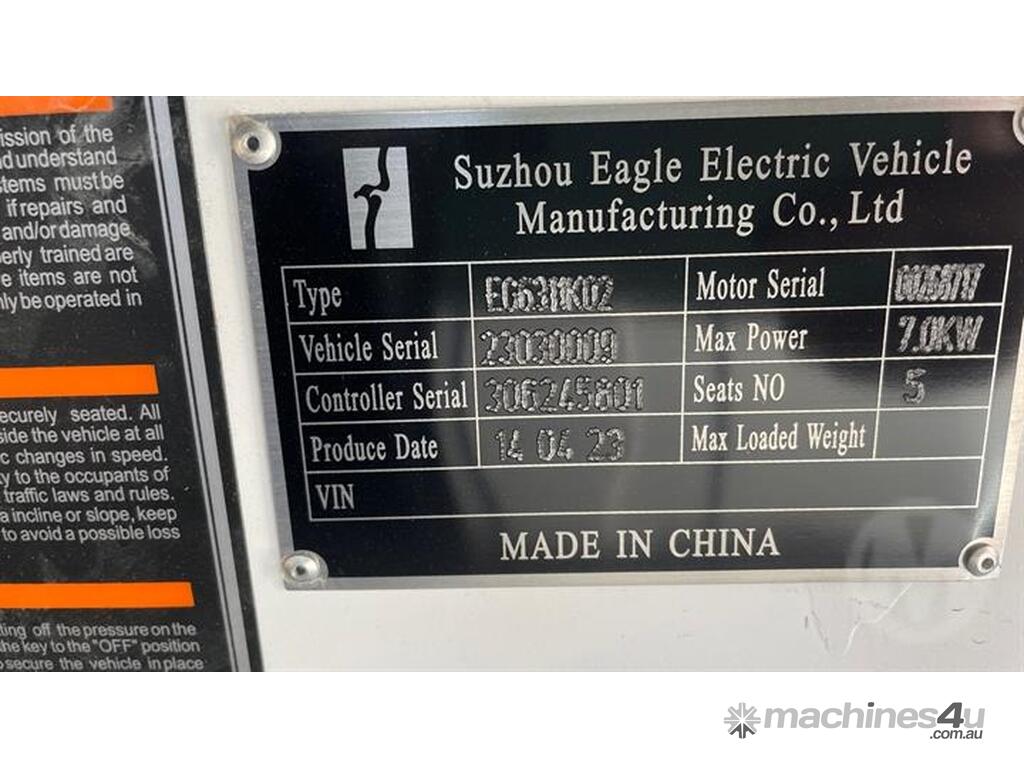 ission of the
nd understand
stems must be
if repairs and
and/or damage
erly trained are
e items are not
nly be operated in
ecurely seated. All
side the vehicle at all
c changes in speed.
ty to the occupants of
traffic laws and rules.
a incline or slope, keep
to avoid a possible loss
ting off the pressure on the
the key to the "OFF" position
o secure the vehicle in place
Suzhou Eagle Electric Vehicle
Manufacturing Co., Ltd
Type EG6311K02 Motor Serial
Vehicle Serial 23030009 Max Power 7.0KW
Controller Serial 306245801 Seats NO 5
Produce Date 14 04 23 Max Loaded Weight
VIN
MADE IN CHINA
machines4u
.com.au